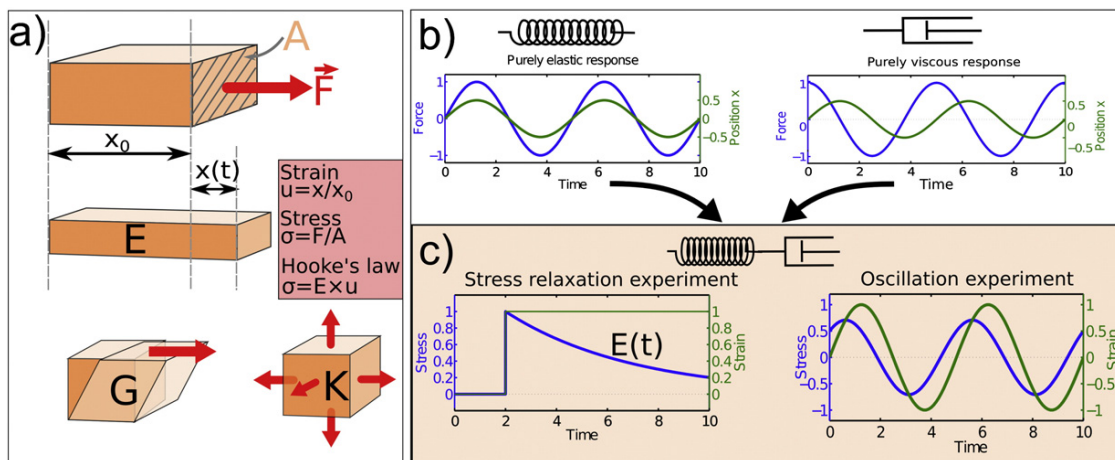 a)
A
F
x0
x(t)
E
Strain
u=x/x0
Stress
σ=F/A
Hooke's law
σ=E×u
G
K
b)
Purely elastic response
1
0
−1
Force
0.5
0
-0.5
Position x
0 2 4 6 8 10
Time
Purely viscous response
1
0
−1
Force
0.5
0
−0.5
Position x
0 2 4 6 8 10
Time
c)
Stress relaxation experiment
1
0.8
0.6
0.4
0.2
0
Stress
E(t)
1
0.8
0.6
0.4
0.2
0
Strain
0 2 4 6 8 10
Time
Oscillation experiment
1
0.5
0
−0.5
−1
Stress
1
0.5
0
−0.5
−1
Strain
0 2 4 6 8 10
Time